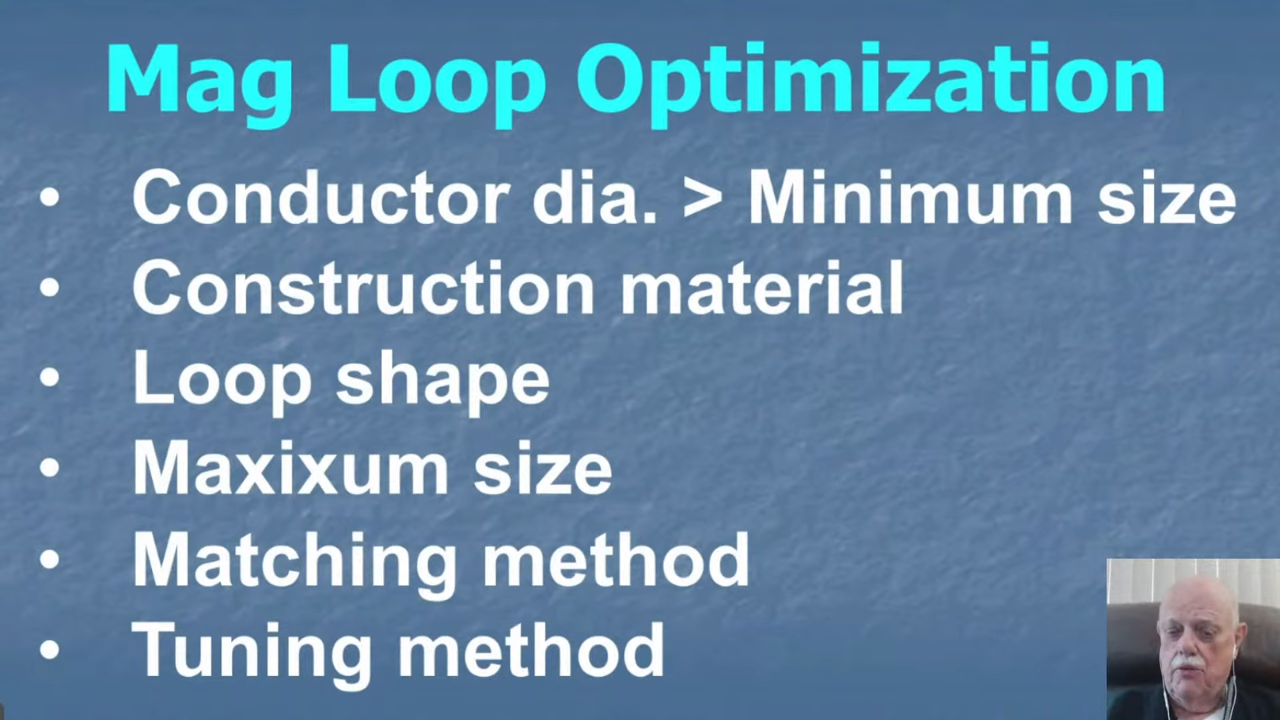 Mag Loop Optimization
• Conductor dia. > Minimum size
• Construction material
• Loop shape
• Maxixum size
• Matching method
• Tuning method